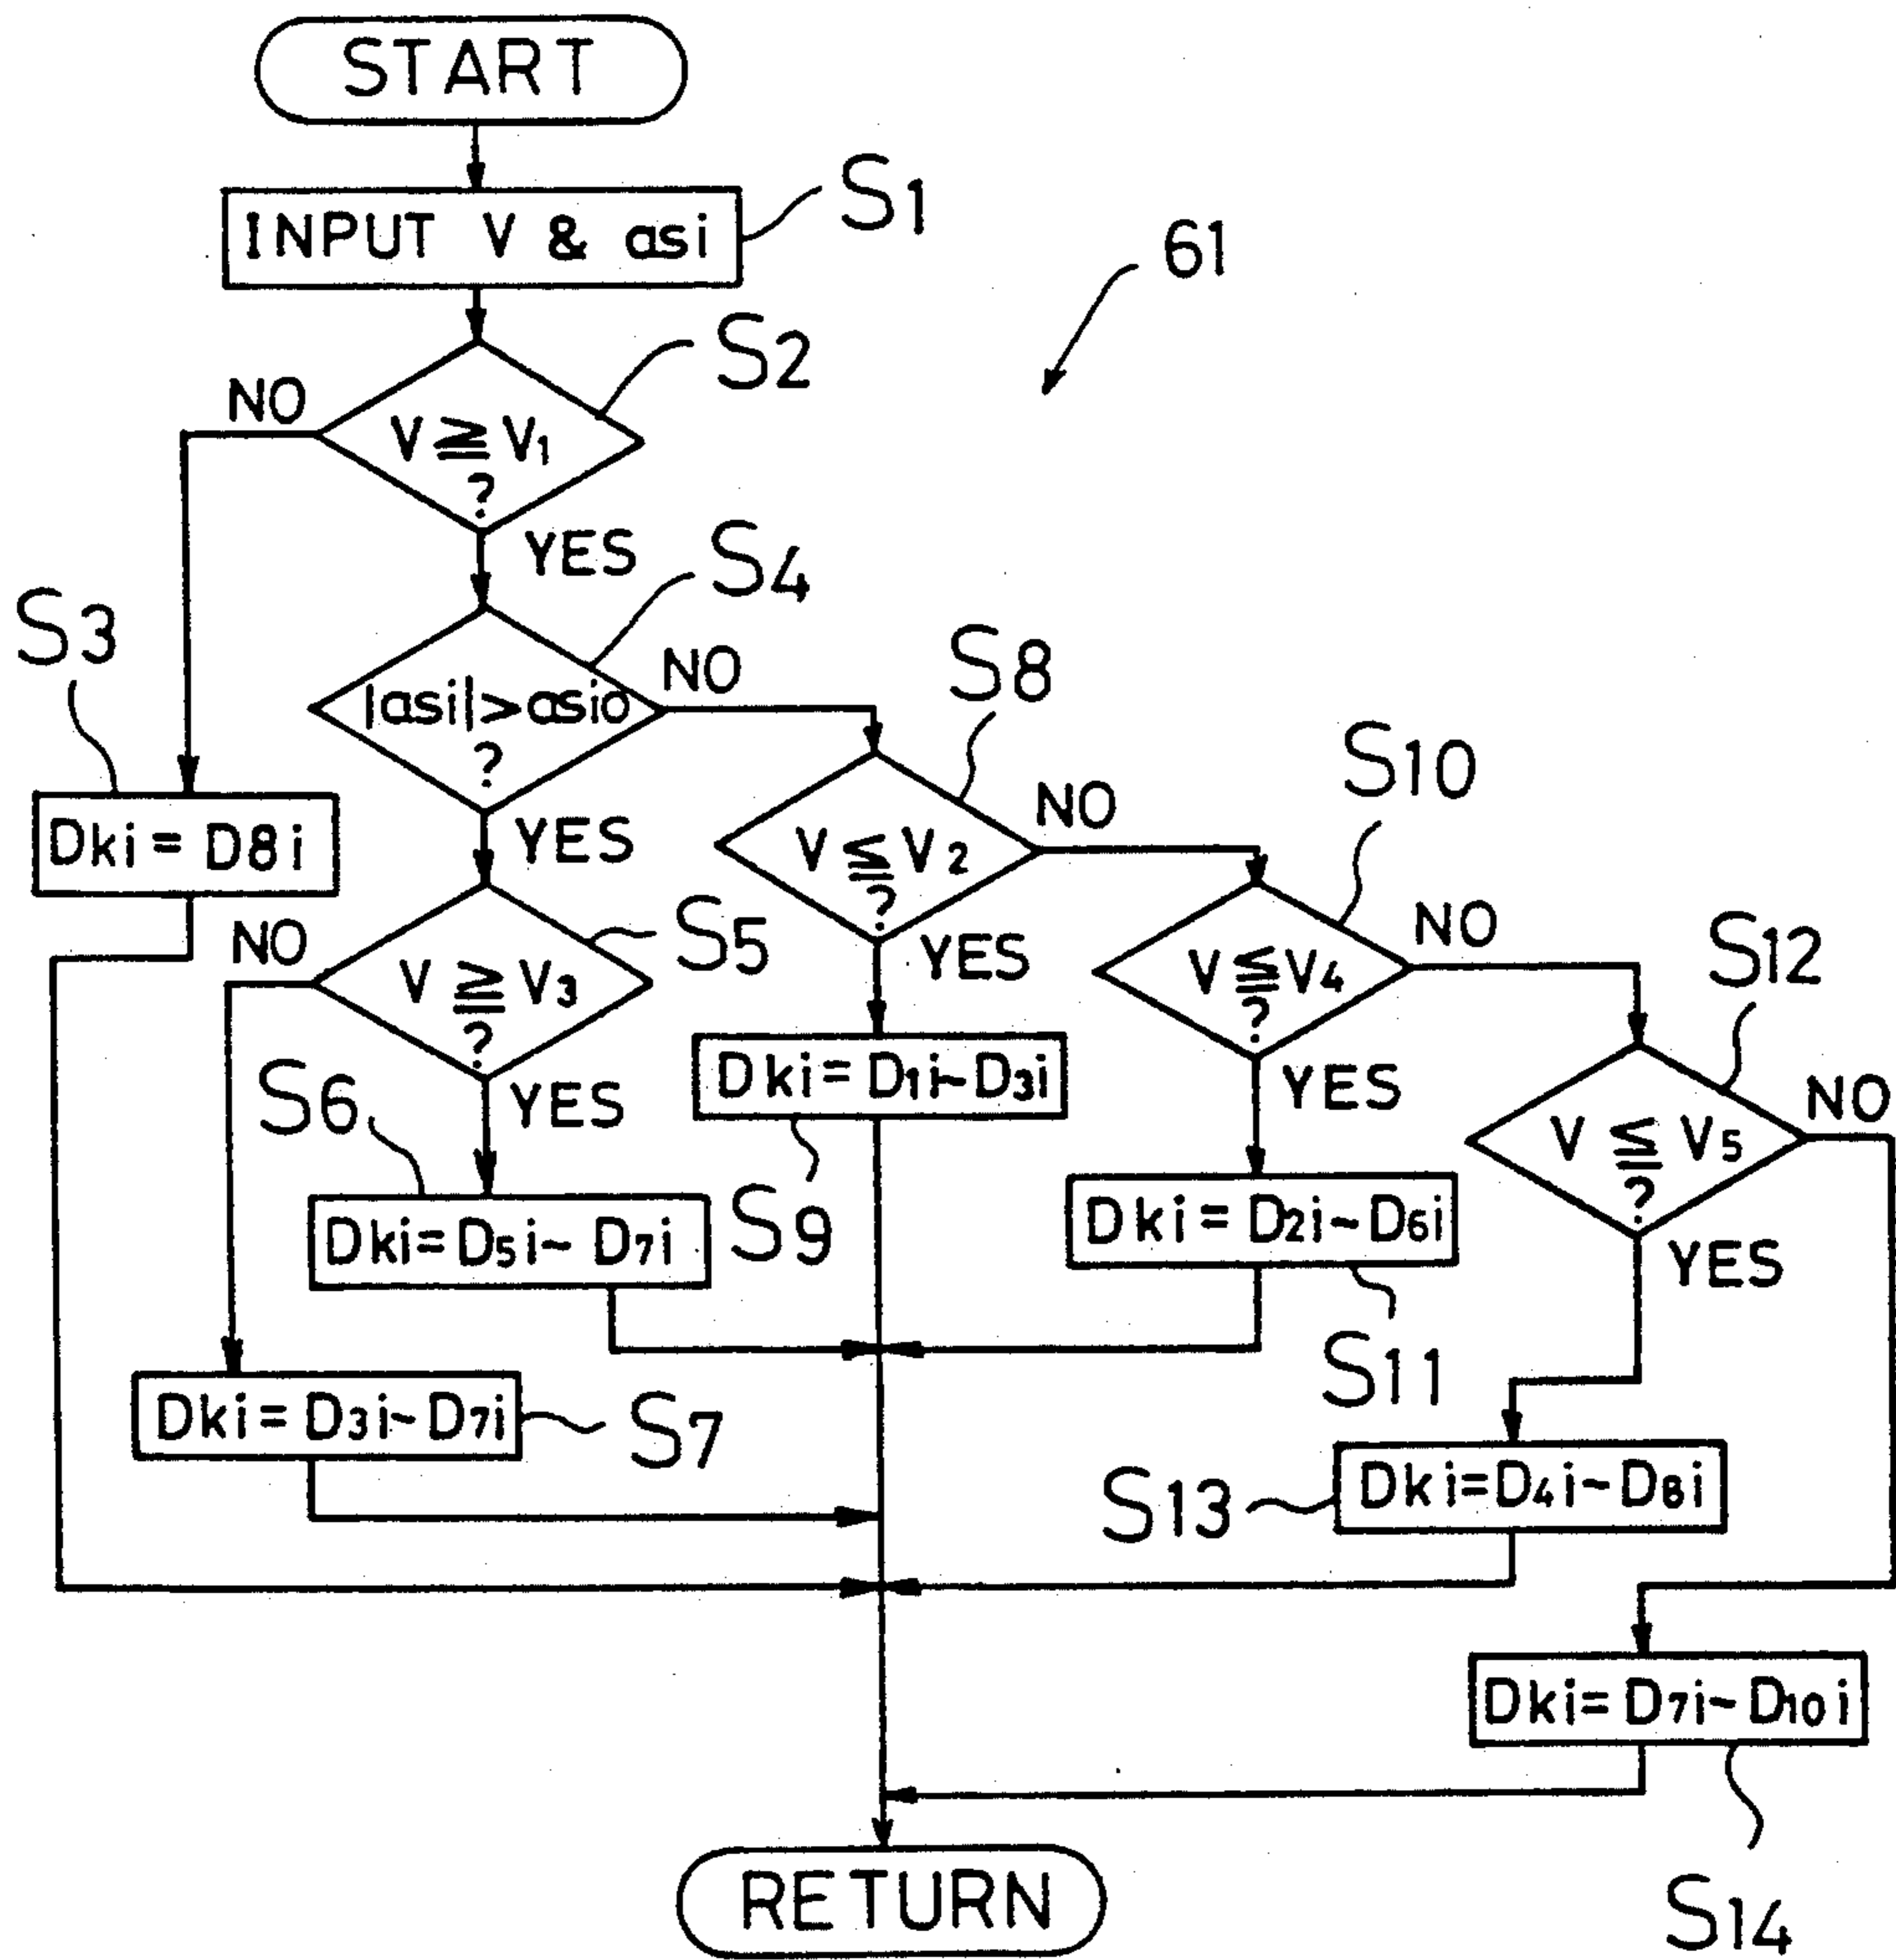 START
INPUT V & asi
S1
61
S2
NO
V ≧ V1
?
YES
S4
S3
|asi|>asio
?
NO
S8
S10
Dki = D8i
YES
V ≦ V2
?
NO
NO
V ≧ V3
?
S5
YES
V ≦ V4
?
NO
S12
S6
YES
Dki = D1i~D3i
YES
V ≦ V5
?
NO
Dki = D5i~ D7i
S9
Dki = D2i~D6i
YES
S11
Dki = D3i~D7i
S7
S13
Dki=D4i~D8i
Dki= D7i~D10i
RETURN
S14